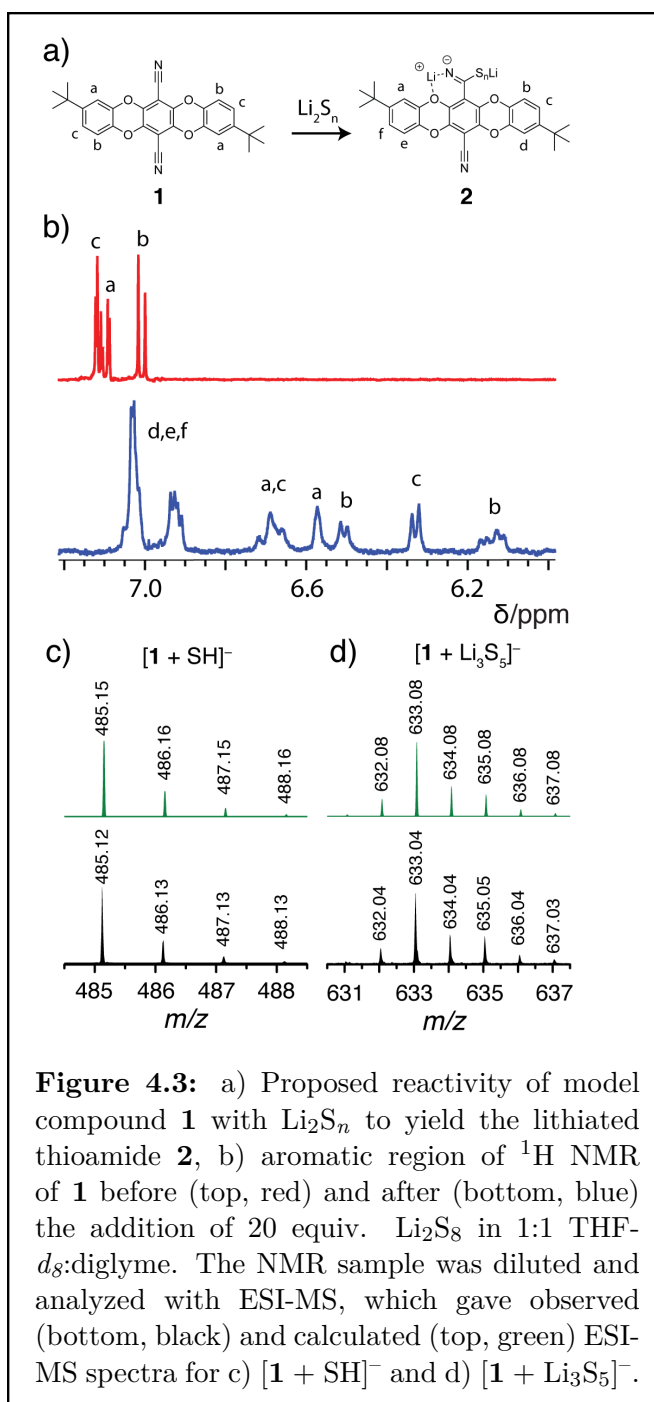 a)
N
⊕ ⊖
Li N SₙLi
a O O b
c b O O a
N
Li₂Sₙ
a O O b c
f e O O d
N
1 2
b)
c b
a
d,e,f
a,c a b c b
7.0 6.6 6.2
δ/ppm
c) [1 + SH]⁻ d) [1 + Li₃S₅]⁻
485.15 486.16 487.15 488.16 632.08 633.08 634.08 635.08 636.08 637.08
485.12 486.13 487.13 488.13 632.04 633.04 634.04 635.05 636.04 637.03
485 486 487 488 631 633 635 637
m/z m/z
Figure 4.3: a) Proposed reactivity of model
compound 1 with Li₂Sₙ to yield the lithiated
thioamide 2, b) aromatic region of ¹H NMR
of 1 before (top, red) and after (bottom, blue)
the addition of 20 equiv. Li₂S₈ in 1:1 THF-
d₈:diglyme. The NMR sample was diluted and
analyzed with ESI-MS, which gave observed
(bottom, black) and calculated (top, green) ESI-
MS spectra for c) [1 + SH]⁻ and d) [1 + Li₃S₅]⁻.